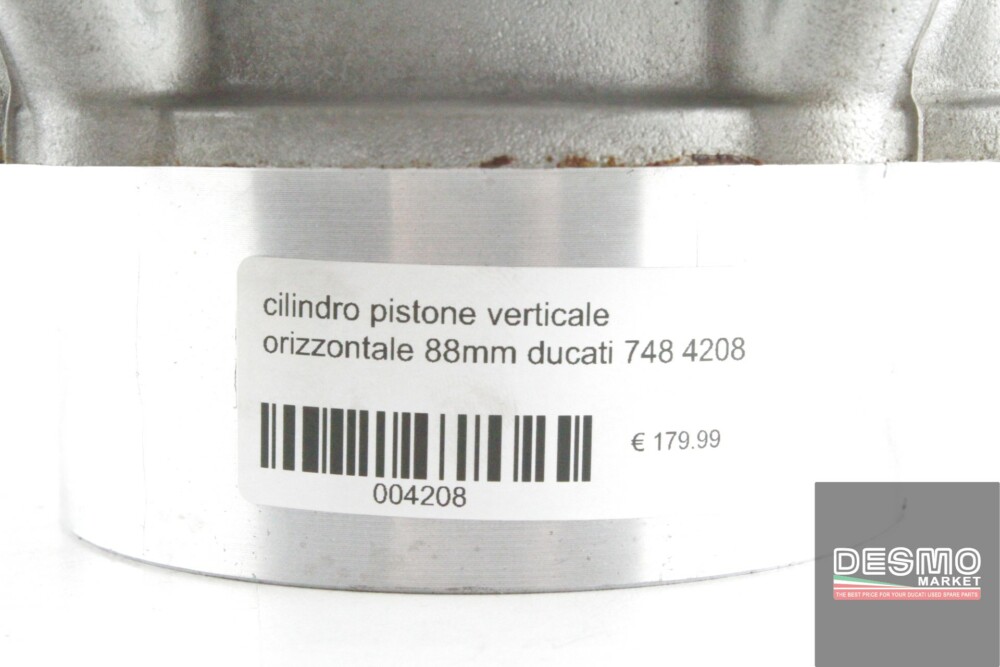 cilindro pistone verticale
orizzontale 88mm ducati 748 4208
€ 179.99
004208
DESMO
MARKET
THE BEST PRICE FOR YOUR DUCATI USED SPARE PARTS